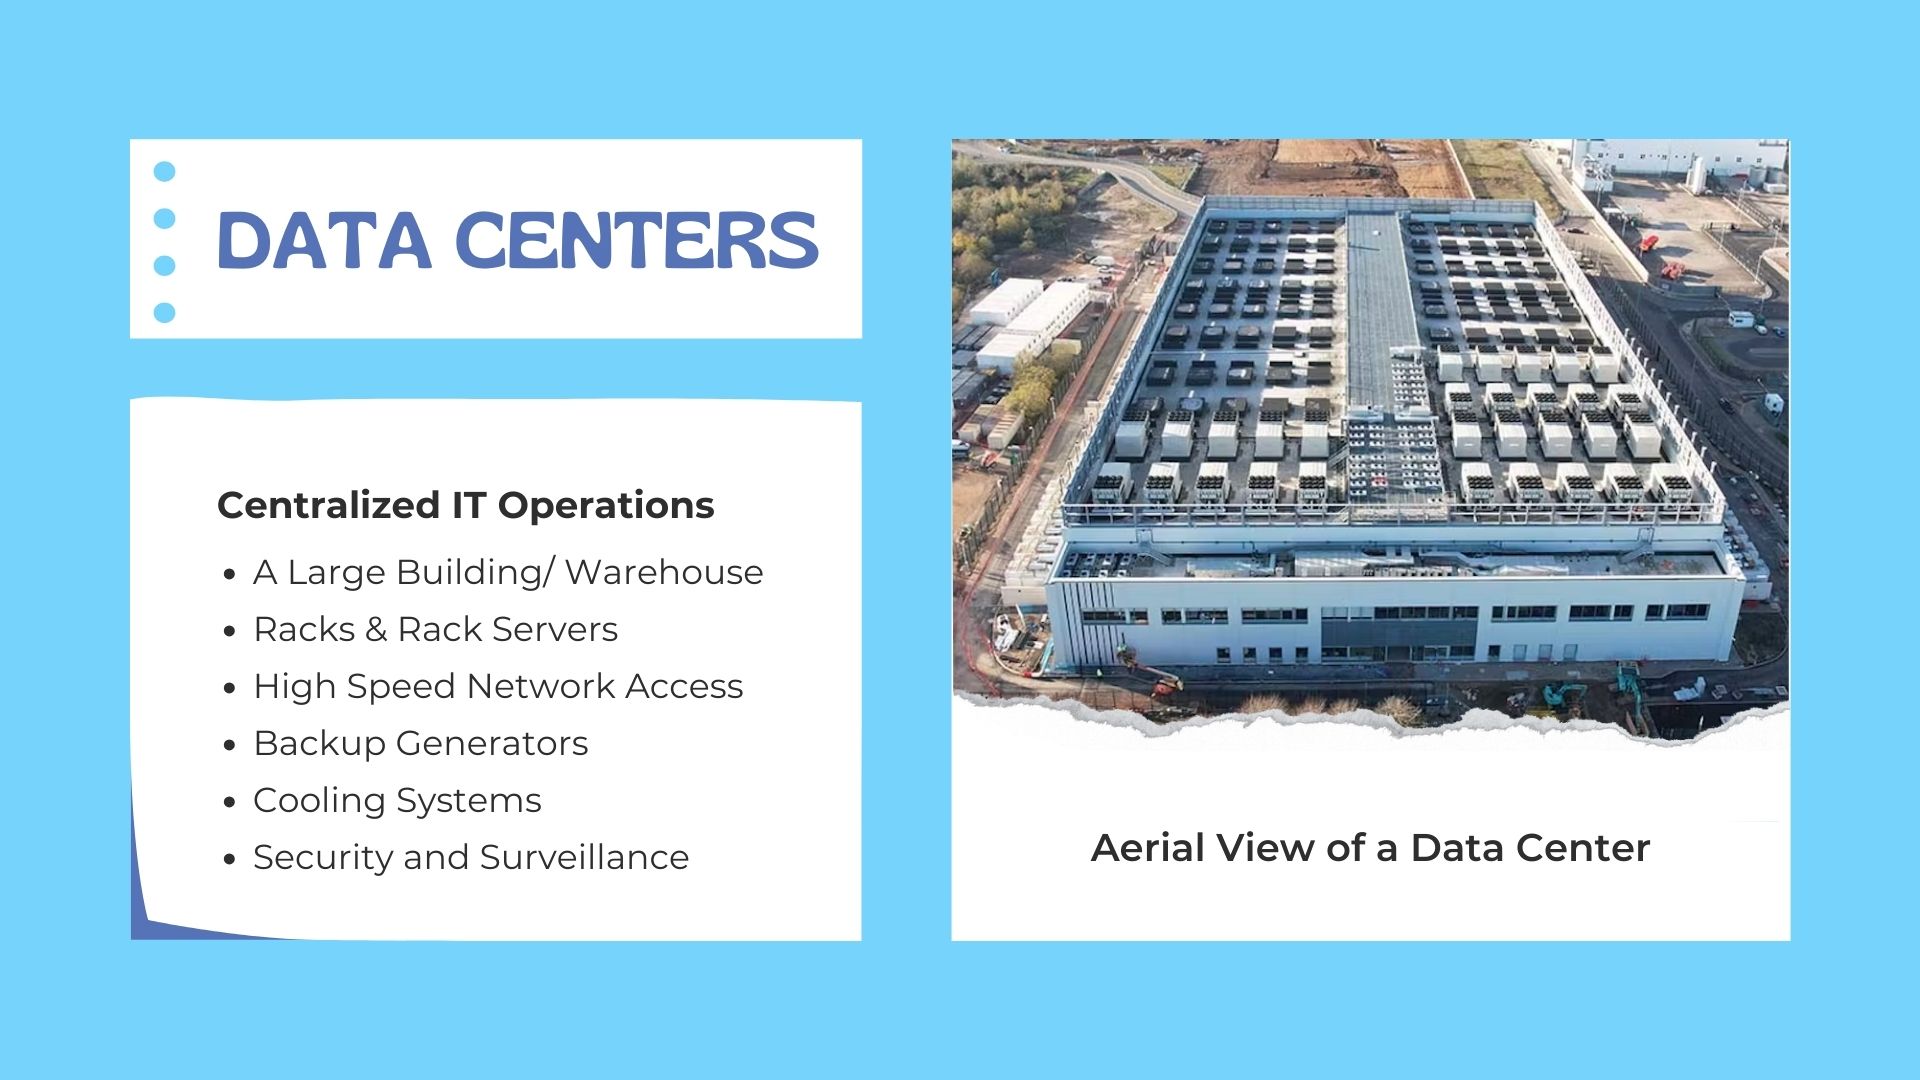 DATA CENTERS
Centralized IT Operations
• A Large Building/ Warehouse
• Racks & Rack Servers
• High Speed Network Access
• Backup Generators
• Cooling Systems
• Security and Surveillance
Aerial View of a Data Center